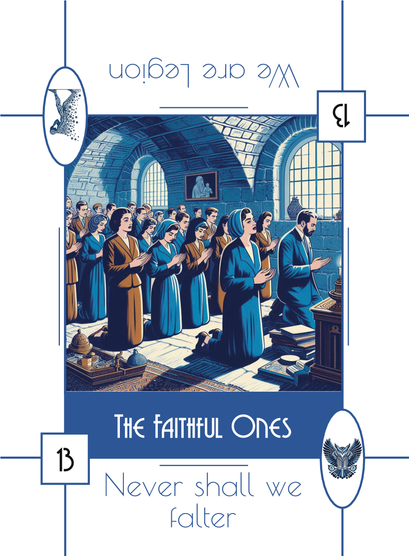 We are Legion
13
The Faithful Ones
13
Never shall we
falter